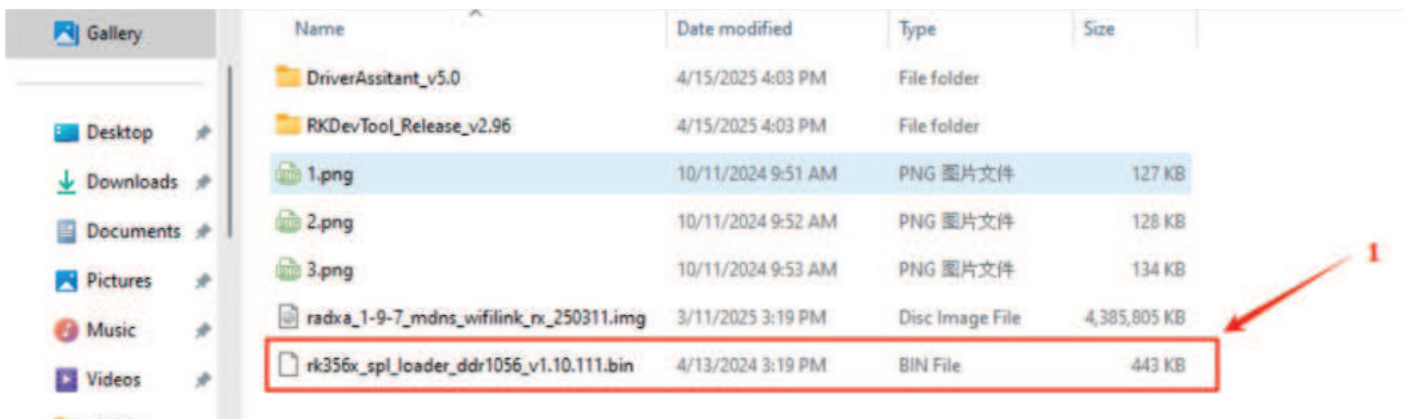 Gallery
Desktop
Downloads
Documents
Pictures
Music
Videos
Name Date modified Type Size
DriverAssitant_v5.0 4/15/2025 4:03 PM File folder
RKDevTool_Release_v2.96 4/15/2025 4:03 PM File folder
1.png 10/11/2024 9:51 AM PNG 图片文件 127 KB
2.png 10/11/2024 9:52 AM PNG 图片文件 128 KB
3.png 10/11/2024 9:53 AM PNG 图片文件 134 KB
radxa_1-9-7_mdns_wifilink_rx_250311.img 3/11/2025 3:19 PM Disc Image File 4,385,805 KB
rk356x_spl_loader_ddr1056_v1.10.111.bin 4/13/2024 3:19 PM BIN File 443 KB
1